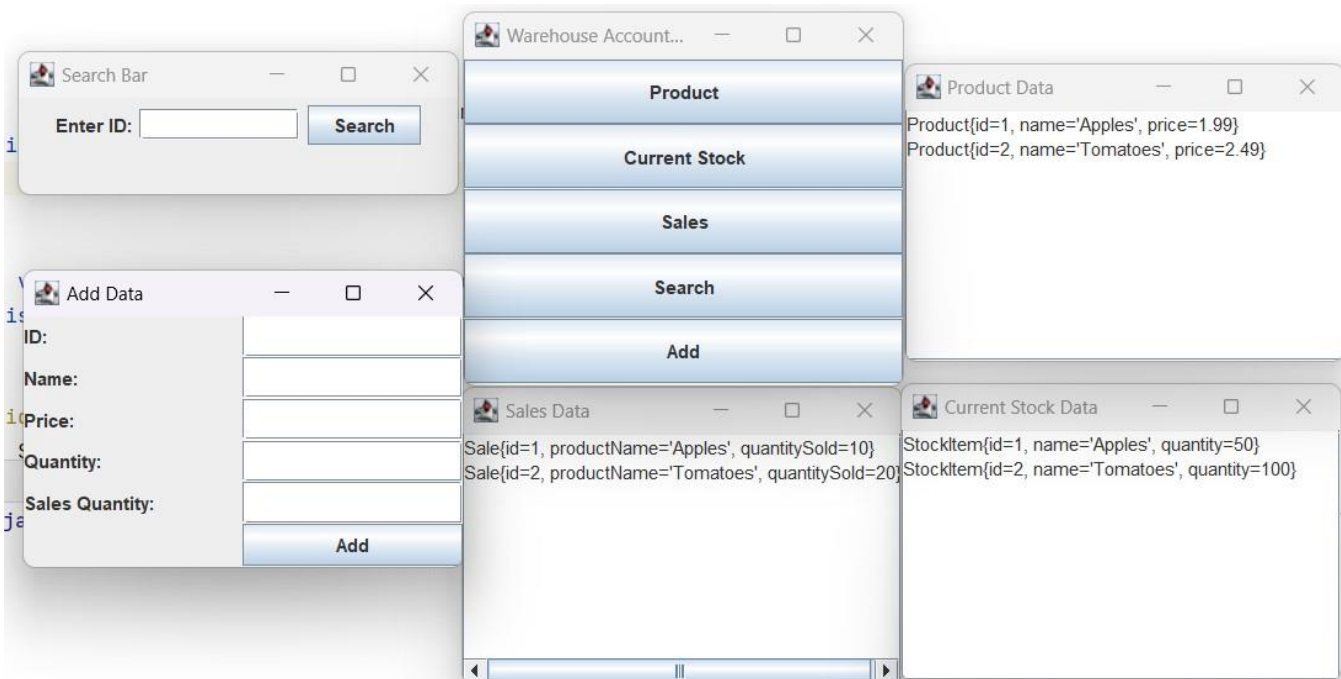 Search Bar
Enter ID:
Search
Warehouse Account...
Product
Current Stock
Sales
Search
Add
Product Data
Product{id=1, name='Apples', price=1.99}
Product{id=2, name='Tomatoes', price=2.49}
Add Data
ID:
Name:
Price:
Quantity:
Sales Quantity:
Add
Sales Data
Sale{id=1, productName='Apples', quantitySold=10}
Sale{id=2, productName='Tomatoes', quantitySold=20}
Current Stock Data
StockItem{id=1, name='Apples', quantity=50}
StockItem{id=2, name='Tomatoes', quantity=100}